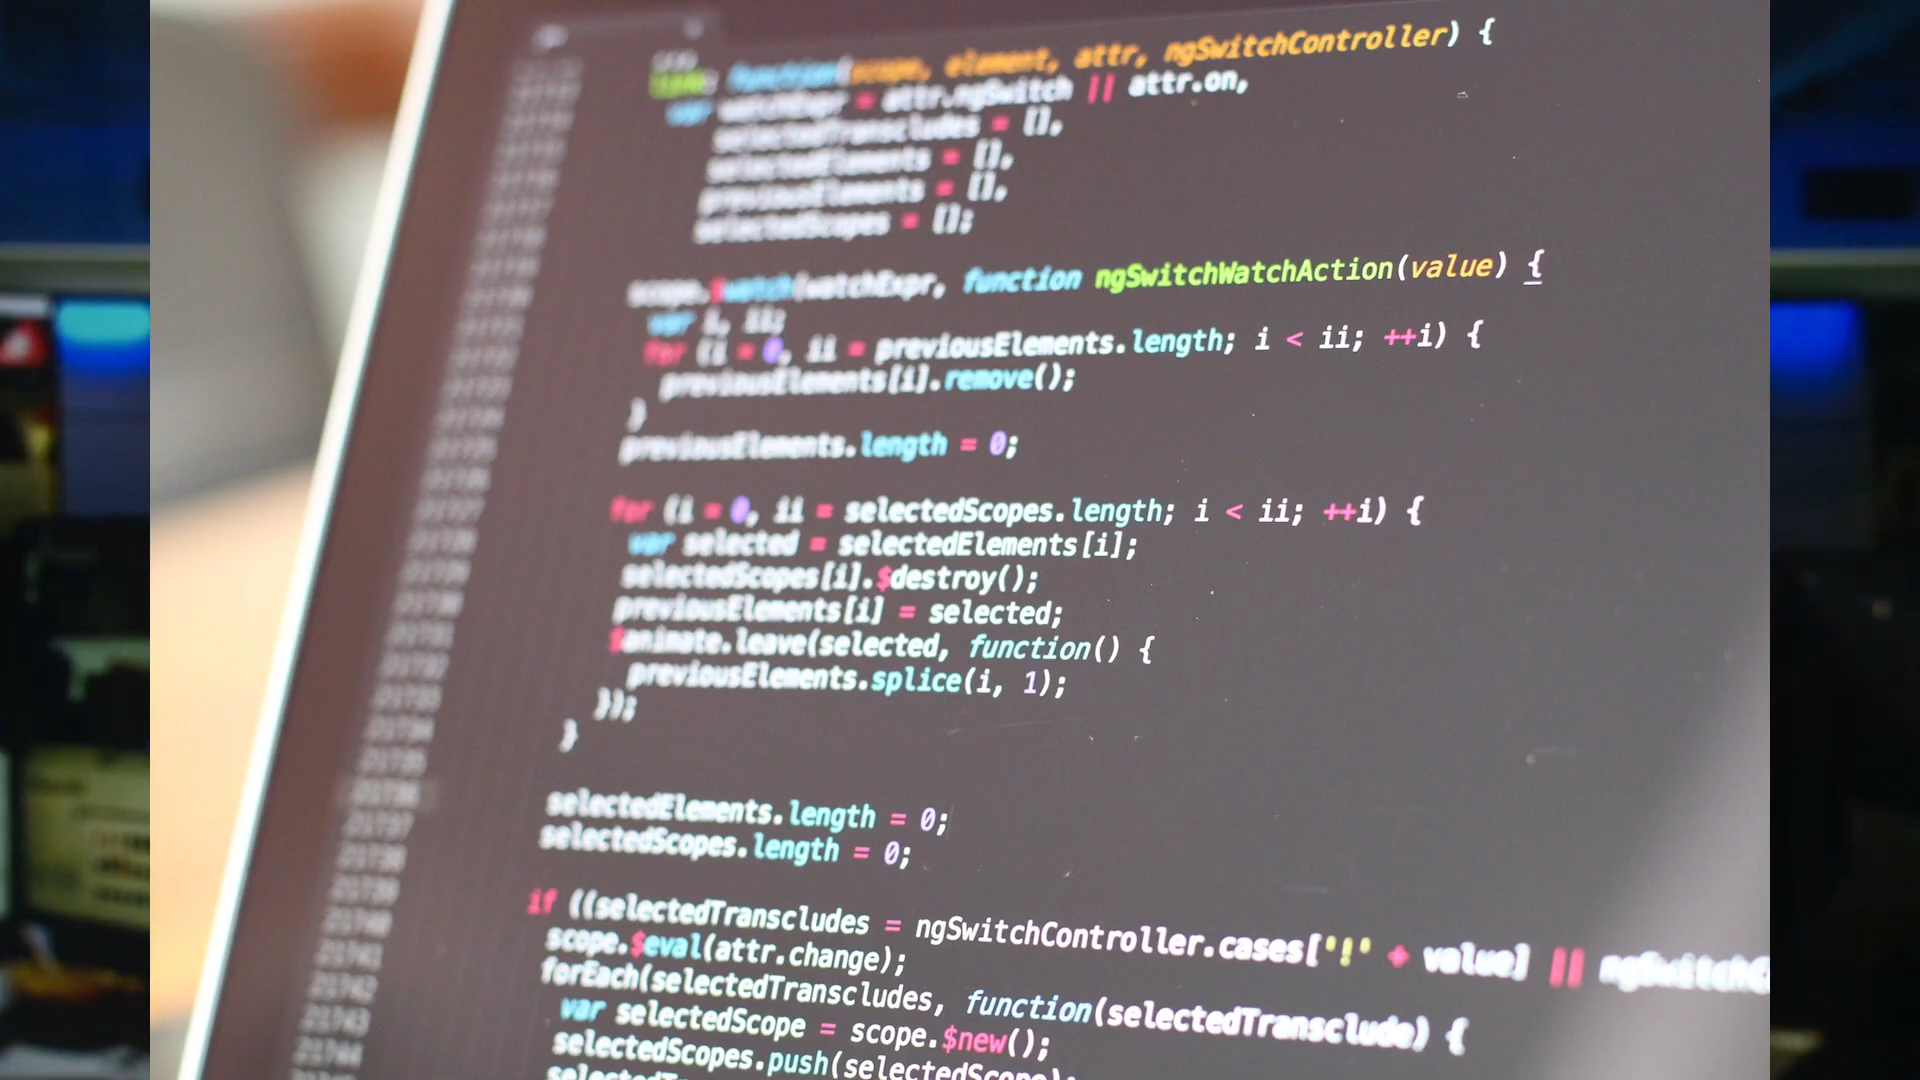 link: function(scope, element, attr, ngSwitchController) {
var watchExpr = attr.ngSwitch || attr.on,
selectedTranscludes = [],
selectedElements = [],
previousElements = [],
selectedScopes = [];
scope.$watch(watchExpr, function ngSwitchWatchAction(value) {
var i, ii;
for (i = 0, ii = previousElements.length; i < ii; ++i) {
previousElements[i].remove();
}
previousElements.length = 0;
for (i = 0, ii = selectedScopes.length; i < ii; ++i) {
var selected = selectedElements[i];
selectedScopes[i].$destroy();
previousElements[i] = selected;
$animate.leave(selected, function() {
previousElements.splice(i, 1);
});
}
selectedElements.length = 0;
selectedScopes.length = 0;
if ((selectedTranscludes = ngSwitchController.cases['!' + value] || ngSwitchC
scope.$eval(attr.change);
forEach(selectedTranscludes, function(selectedTransclude) {
var selectedScope = scope.$new();
selectedScopes.push(selectedScope);